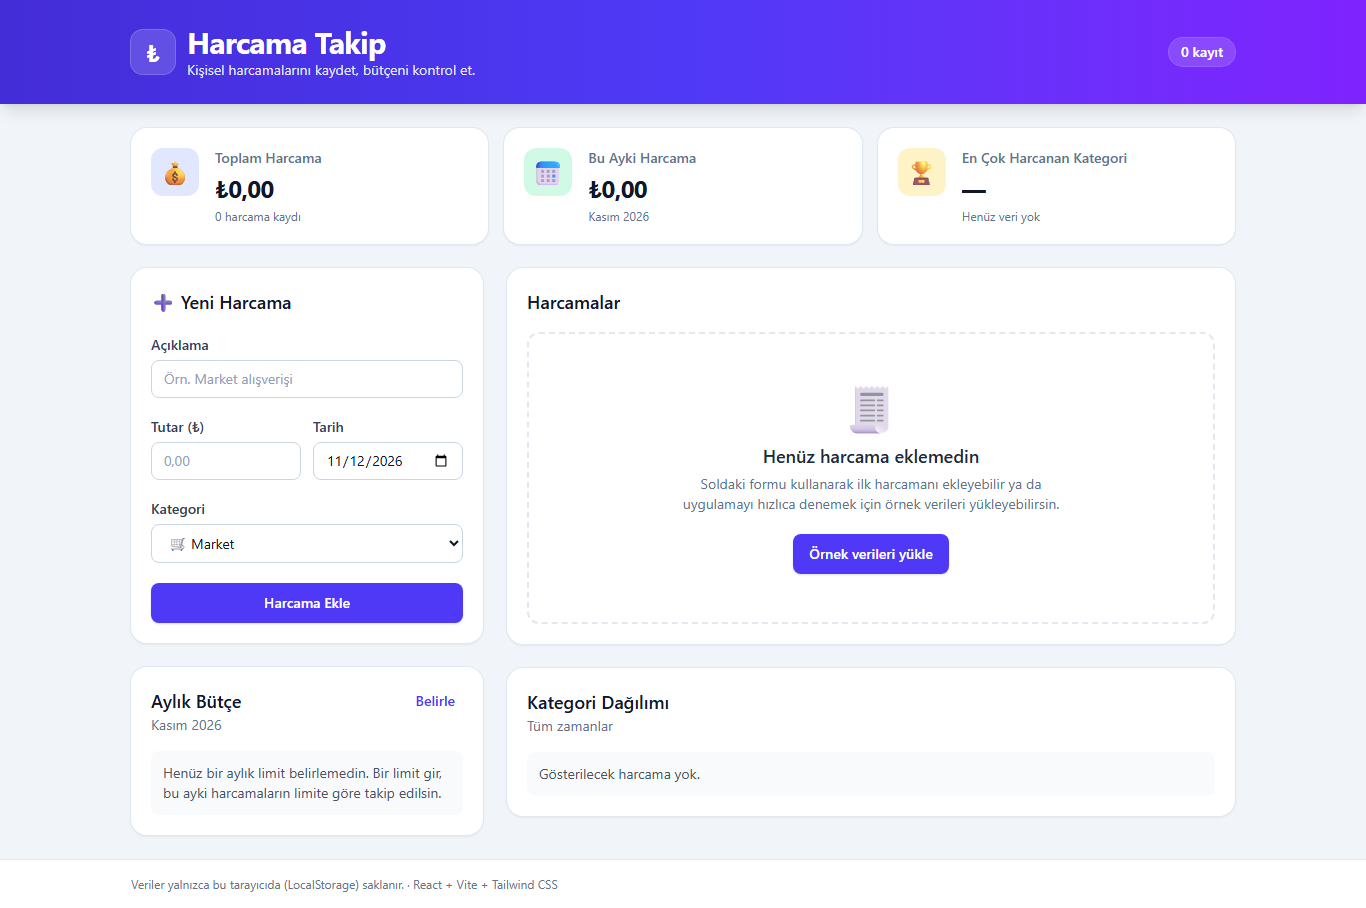 ₺
Harcama Takip
Kişisel harcamalarını kaydet, bütçeni kontrol et.
0 kayıt
Toplam Harcama
₺0,00
0 harcama kaydı
Bu Ayki Harcama
₺0,00
Kasım 2026
En Çok Harcanan Kategori
—
Henüz veri yok
Yeni Harcama
Açıklama
Örn. Market alışverişi
Tutar (₺)
Tarih
0,00
11/12/2026
Kategori
Market
Harcama Ekle
Harcamalar
Henüz harcama eklemedin
Soldaki formu kullanarak ilk harcamanı ekleyebilir ya da
uygulamayı hızlıca denemek için örnek verileri yükleyebilirsin.
Örnek verileri yükle
Aylık Bütçe
Belirle
Kasım 2026
Henüz bir aylık limit belirlemedin. Bir limit gir,
bu ayki harcamaların limite göre takip edilsin.
Kategori Dağılımı
Tüm zamanlar
Gösterilecek harcama yok.
Veriler yalnızca bu tarayıcıda (LocalStorage) saklanır. · React + Vite + Tailwind CSS